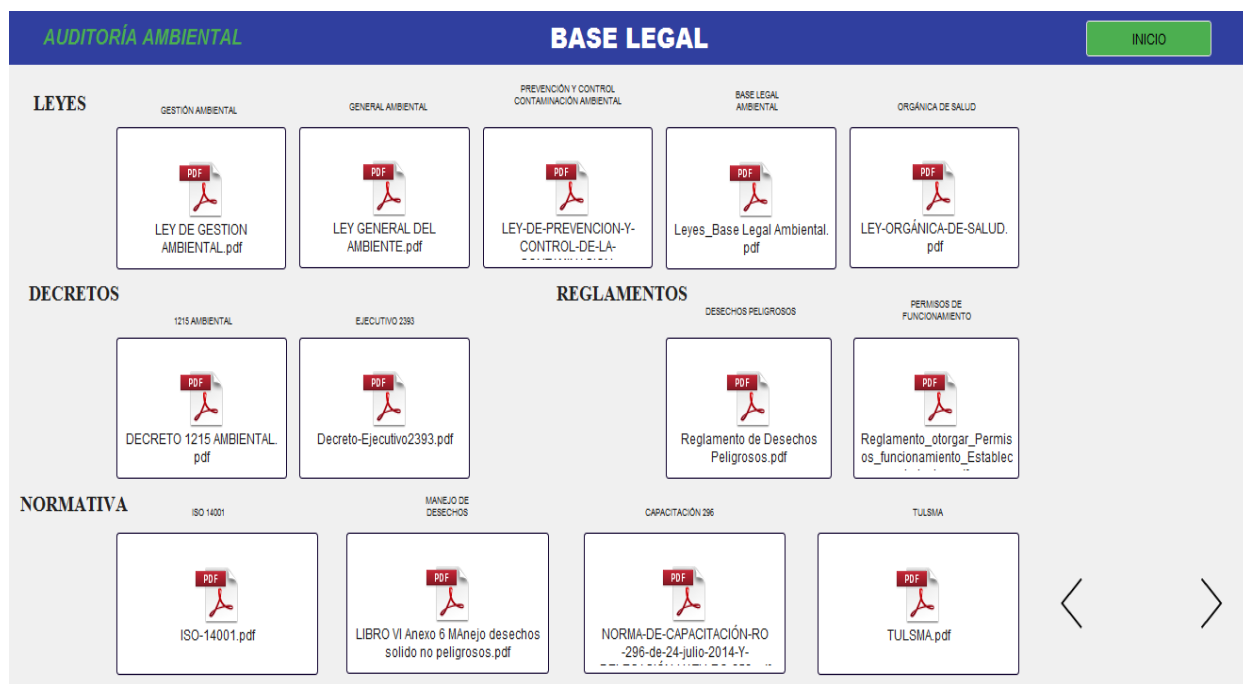 AUDITORÍA AMBIENTAL
BASE LEGAL
INICIO
LEYES
GESTIÓN AMBIENTAL
GENERAL AMBIENTAL
PREVENCIÓN Y CONTROL
CONTAMINACIÓN AMBIENTAL
BASE LEGAL
AMBIENTAL
ORGÁNICA DE SALUD
PDF
LEY DE GESTION
AMBIENTAL.pdf
PDF
LEY GENERAL DEL
AMBIENTE.pdf
PDF
LEY-DE-PREVENCION-Y-
CONTROL-DE-LA-
PDF
Leyes_Base Legal Ambiental.
pdf
PDF
LEY-ORGÁNICA-DE-SALUD.
pdf
DECRETOS
1215 AMBIENTAL
EJECUTIVO 2393
PDF
DECRETO 1215 AMBIENTAL.
pdf
PDF
Decreto-Ejecutivo2393.pdf
REGLAMENTOS
DESECHOS PELIGROSOS
PERMISOS DE
FUNCIONAMIENTO
PDF
Reglamento de Desechos
Peligrosos.pdf
PDF
Reglamento_otorgar_Permis
os_funcionamiento_Establec
NORMATIVA
ISO 14001
MANEJO DE
DESECHOS
CAPACITACIÓN 296
TULSMA
PDF
ISO-14001.pdf
PDF
LIBRO VI Anexo 6 MAnejo desechos
solido no peligrosos.pdf
PDF
NORMA-DE-CAPACITACIÓN-RO
-296-de-24-julio-2014-Y-
PDF
TULSMA.pdf